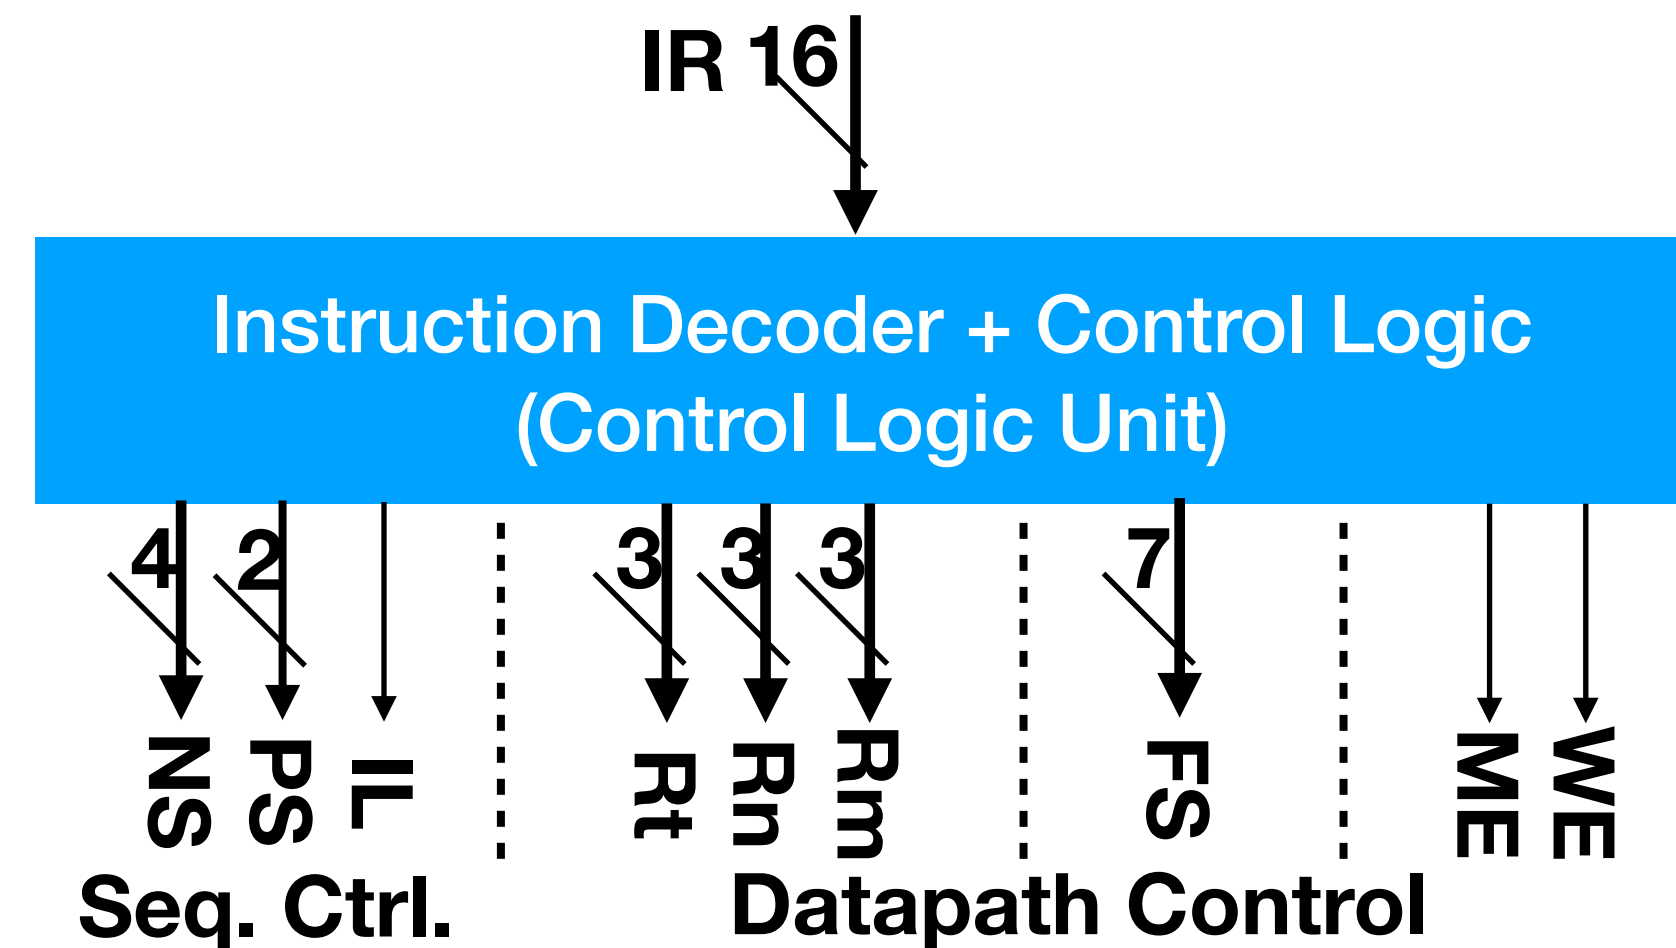 IR 16
Instruction Decoder + Control Logic
(Control Logic Unit)
4 2 3 3 3 7
NS PS IL Rt Rn Rm FS ME WE
Seq. Ctrl. Datapath Control